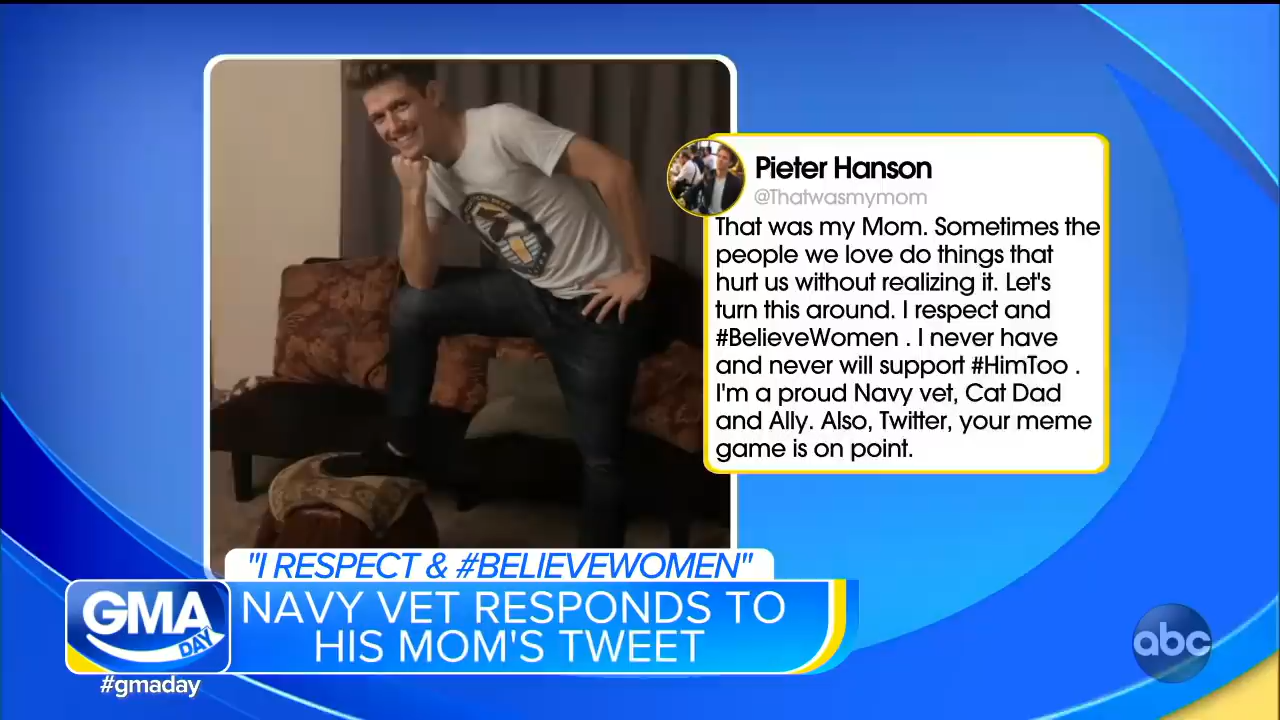 Pieter Hanson
@Thatwasmymom
That was my Mom. Sometimes the
people we love do things that
hurt us without realizing it. Let's
turn this around. I respect and
#BelieveWomen . I never have
and never will support #HimToo .
I'm a proud Navy vet, Cat Dad
and Ally. Also, Twitter, your meme
game is on point.
"I RESPECT & #BELIEVEWOMEN"
GMA
DAY
NAVY VET RESPONDS TO
HIS MOM'S TWEET
#gmaday
abc